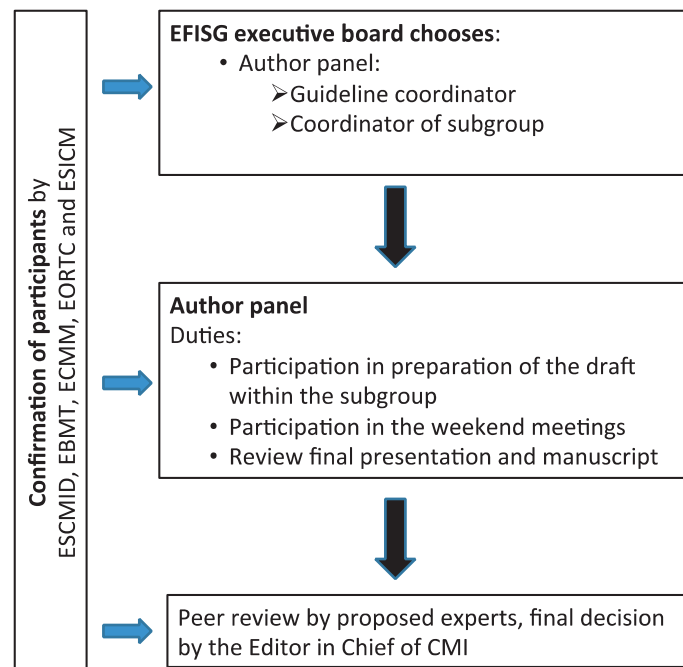 Confirmation of participants by
ESCMID, EBMT, ECMM, EORTC and ESICM
EFISG executive board chooses:
• Author panel:
➢Guideline coordinator
➢Coordinator of subgroup
Author panel
Duties:
• Participation in preparation of the draft
within the subgroup
• Participation in the weekend meetings
• Review final presentation and manuscript
Peer review by proposed experts, final decision
by the Editor in Chief of CMI